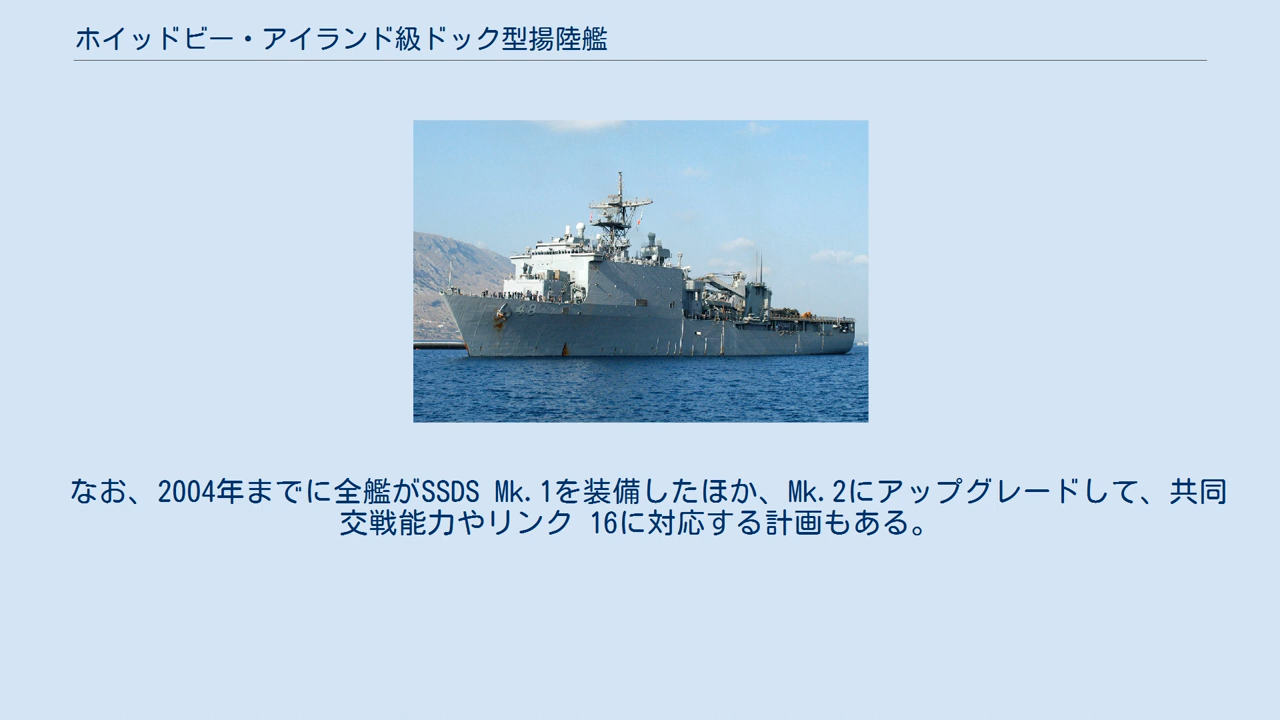 ホイッドビー・アイランド級ドック型揚陸艦
48
なお、2004年までに全艦がSSDS Mk.1を装備したほか、Mk.2にアップグレードして、共同
交戦能力やリンク 16に対応する計画もある。